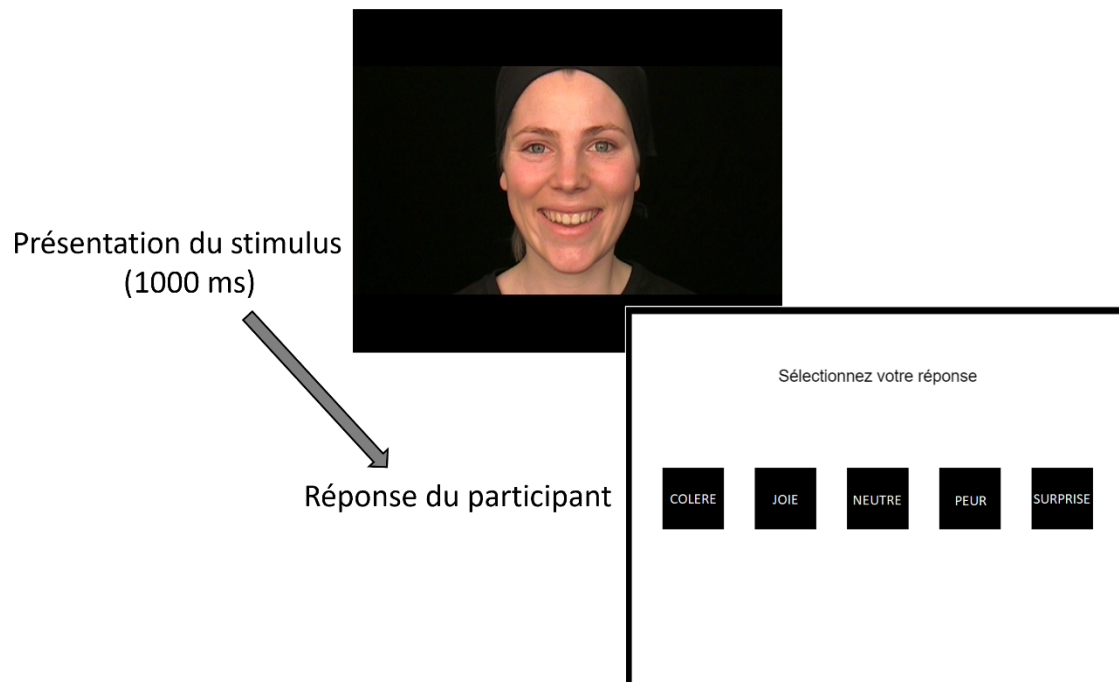 Présentation du stimulus
(1000 ms)
Sélectionnez votre réponse
Réponse du participant
COLERE
JOIE
NEUTRE
PEUR
SURPRISE